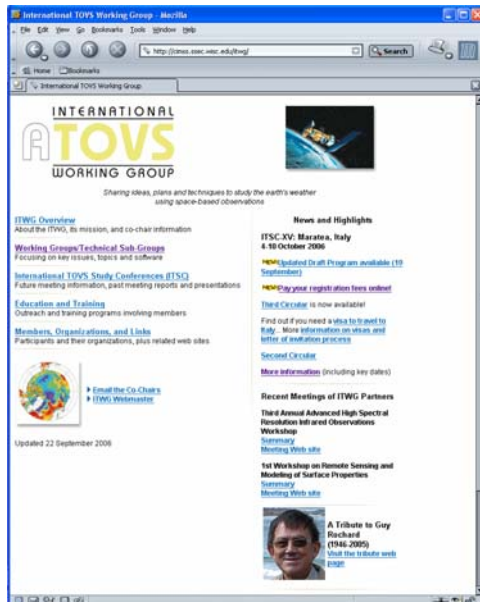 International TOVS Working Group - Mozilla
File Edit View Go Bookmarks Tools Window Help
http://cimss.ssec.wisc.edu/itwg/
Search
Home Bookmarks
International TOVS Working Group
INTERNATIONAL
ATOVS
WORKING GROUP
Sharing ideas, plans and techniques to study the earth's weather
using space-based observations
ITWG Overview
About the ITWG, its mission, and co-chair information
Working Groups/Technical Sub-Groups
Focusing on key issues, topics and software
International TOVS Study Conferences (ITSC)
Future meeting information, past meeting reports and presentations
Education and Training
Outreach and training programs involving members
Members, Organizations, and Links
Participants and their organizations, plus related web sites
Email the Co-Chairs
ITWG Webmaster
Updated 22 September 2006
News and Highlights
ITSC-XV: Maratea, Italy
4-10 October 2006
NEW Updated Draft Program available (19
September)
NEW Pay your registration fees online!
Third Circular is now available!
Find out if you need a visa to travel to
Italy... More information on visas and
letter of invitation process
Second Circular
More information (including key dates)
Recent Meetings of ITWG Partners
Third Annual Advanced High Spectral
Resolution Infrared Observations
Workshop
Summary
Meeting Web site
1st Workshop on Remote Sensing and
Modeling of Surface Properties
Summary
Meeting Web site
A Tribute to Guy
Rochard
(1946-2005)
Visit the tribute web
page